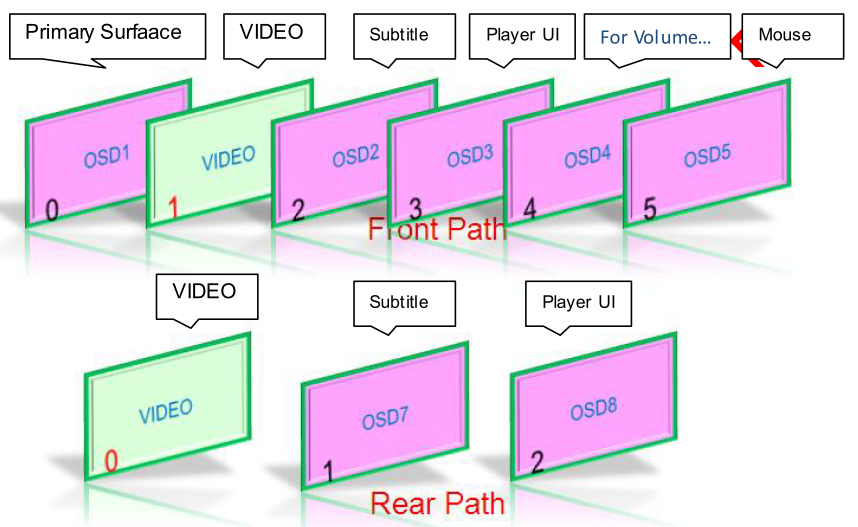 Primary Surfaace
VIDEO
Subtitle
Player UI
For Volume...
Mouse
OSD1
VIDEO
OSD2
OSD3
OSD4
OSD5
0
1
2
3
4
5
Front Path
VIDEO
Subtitle
Player UI
VIDEO
OSD7
OSD8
0
1
2
Rear Path